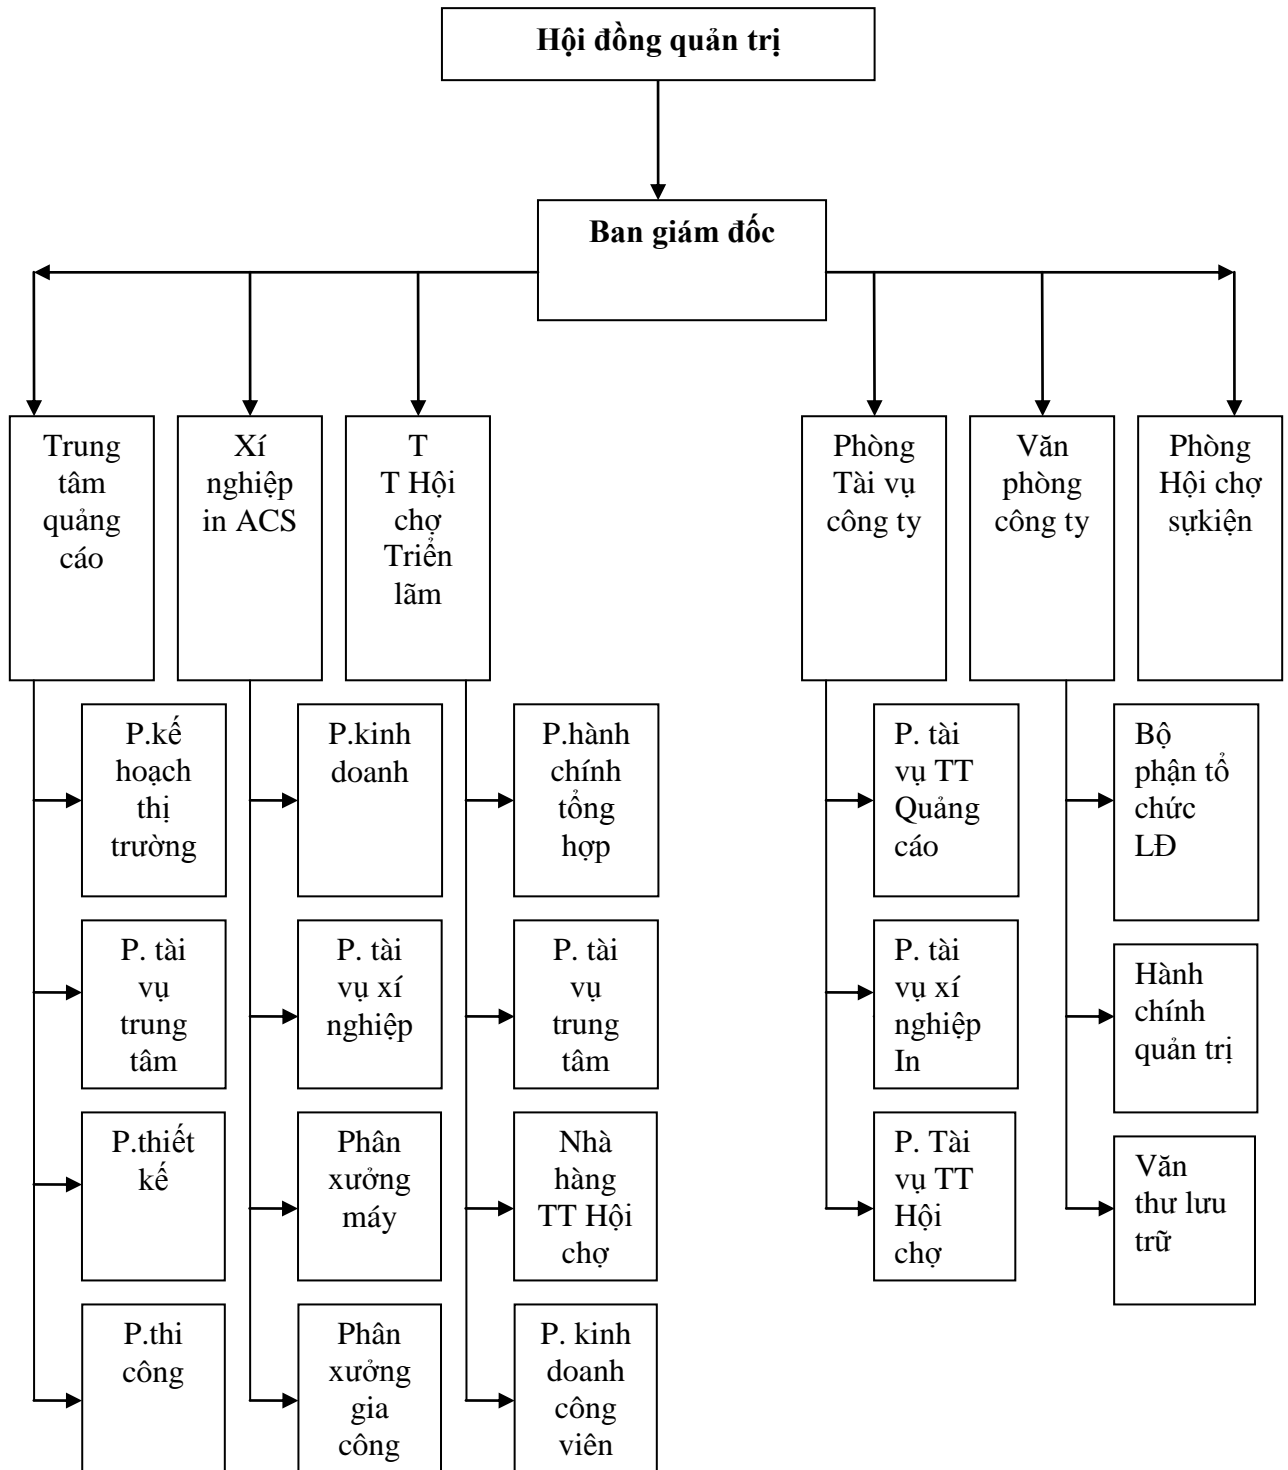 Hội đồng quản trị
Ban giám đốc
Trung
tâm
quảng
cáo
Xí
nghiệp
in ACS
T
T Hội
chợ
Triển
lãm
Phòng
Tài vụ
công ty
Văn
phòng
công ty
Phòng
Hội chợ
sựkiện
P.kế
hoạch
thị
trường
P.kinh
doanh
P.hành
chính
tổng
hợp
P. tài
vụ TT
Quảng
cáo
Bộ
phận tổ
chức
LĐ
P. tài
vụ
trung
tâm
P. tài
vụ xí
nghiệp
P. tài
vụ
trung
tâm
P. tài
vụ xí
nghiệp
In
Hành
chính
quản trị
P.thiết
kế
Phân
xưởng
máy
Nhà
hàng
TT Hội
chợ
P. Tài
vụ TT
Hội
chợ
Văn
thư lưu
trữ
P.thi
công
Phân
xưởng
gia
công
P. kinh
doanh
công
viên